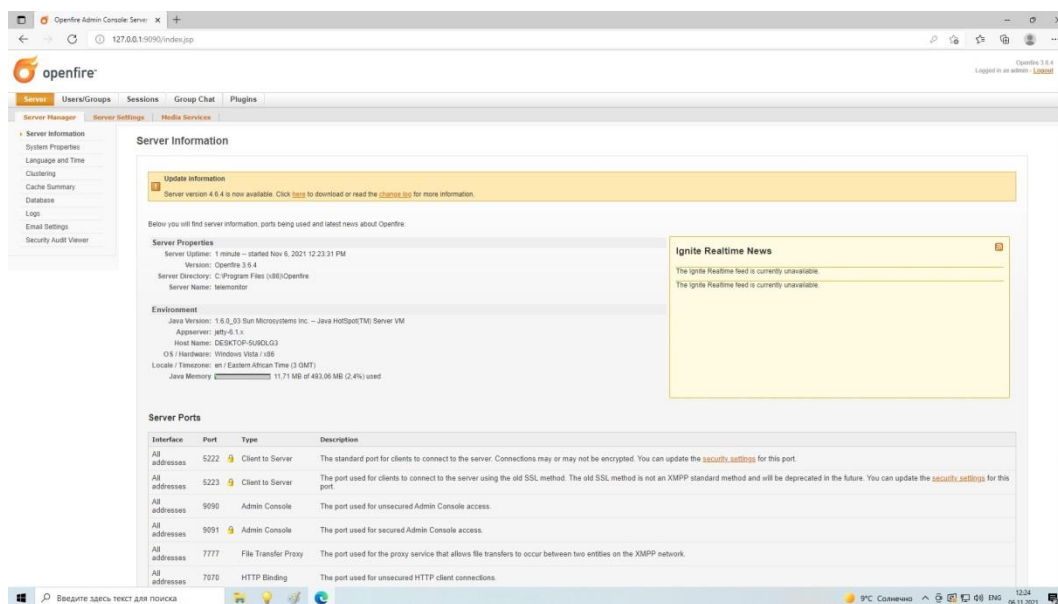 Openfire Admin Console: Server
127.0.0.1:9090/index.jsp
openfire
Openfire 3.6.4
Logged in as admin - Logout
Server Users/Groups Sessions Group Chat Plugins
Server Manager Server Settings Media Services
Server Information
System Properties
Language and Time
Clustering
Cache Summary
Database
Logs
Email Settings
Security Audit Viewer
Server Information
Update information
Server version 4.6.4 is now available. Click here to download or read the change log for more information.
Below you will find server information, ports being used and latest news about Openfire.
Server Properties
Server Uptime: 1 minute -- started Nov 6, 2021 12:23:31 PM
Version: Openfire 3.6.4
Server Directory: C:\Program Files (x86)\Openfire
Server Name: telemonitor
Environment
Java Version: 1.6.0_03 Sun Microsystems Inc. -- Java HotSpot(TM) Server VM
Appserver: jetty-6.1.x
Host Name: DESKTOP-5U9DLG3
OS / Hardware: Windows Vista / x86
Locale / Timezone: en / Eastern African Time (3 GMT)
Java Memory 11,71 MB of 493,06 MB (2,4%) used
Ignite Realtime News
The Ignite Realtime feed is currently unavailable.
The Ignite Realtime feed is currently unavailable.
Server Ports
Interface Port Type Description
All addresses 5222 Client to Server The standard port for clients to connect to the server. Connections may or may not be encrypted. You can update the security settings for this port.
All addresses 5223 Client to Server The port used for clients to connect to the server using the old SSL method. The old SSL method is not an XMPP standard method and will be deprecated in the future. You can update the security settings for this port.
All addresses 9090 Admin Console The port used for unsecured Admin Console access.
All addresses 9091 Admin Console The port used for secured Admin Console access.
All addresses 7777 File Transfer Proxy The port used for the proxy service that allows file transfers to occur between two entities on the XMPP network.
All addresses 7070 HTTP Binding The port used for unsecured HTTP client connections.
Введите здесь текст для поиска
9°C Солнечно ENG 12:24
06.11.2021